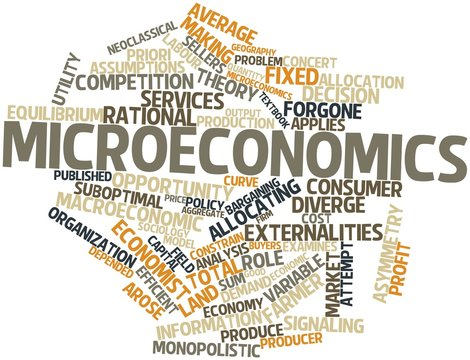 AVERAGE
NEOCLASSICAL
MAKING
LABOUR
SELLERS
GEOGRAPHY
PRIORI
PROBLEM
CONCERT
UTILITY
ASSUMPTIONS
QUANTITY
FIXED
ALLOCATION
COMPETITION
THEORY
MICROECONOMICS
DECISION
SERVICES
TEXTBOOK
FORGONE
EQUILIBRIUM
RATIONAL
OUTPUT
PRODUCTION
APPLIES
MICROECONOMICS
PUBLISHED
OPPORTUNITY
CURVE
CONSUMER
SUBOPTIMAL
PRICE
POLICY
BARGAINING
ALLOCATING
DIVERGE
MACROECONOMIC
AGGREGATE
FIRM
COST
ORGANIZATION
SOCIOLOGY
EXTERNALITIES
ASYMMETRY
ECONOMIST
MODEL
CONSTRAIN
BUYERS
EXAMINES
DEPENDED
CAPITAL
FIELD
ANALYSIS
ROLE
MARKET
ATTEMPT
PROFIT
EFFICIENT
TOTAL
SUM
GOOD
ECONOMIC
VARIABLE
AROSE
LAND
DEMAND
FARMER
ECONOMY
INFORMATION
SIGNALING
PRODUCE
PRODUCER
MONOPOLISTIC